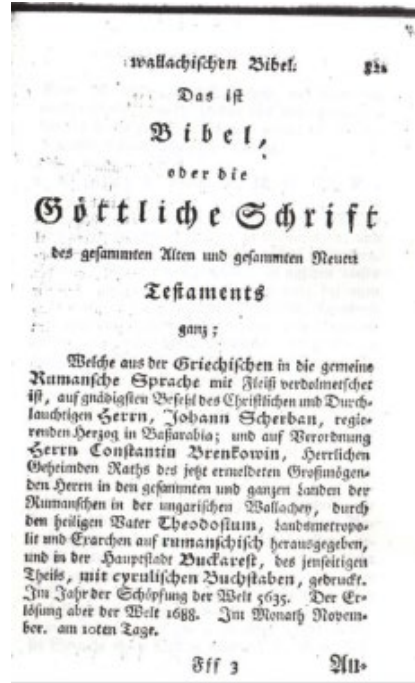 wallachischen Bibel.
Das ist
Bibel,
oder die
Göttliche Schrift
des gesammten Alten und gesammten Neuen
Testaments
ganz;
Welche aus der Griechischen in die gemeine
Rumansche Sprache mit Fleiß verdolmetschet
ist, auf gnädigsten Befehl des Christlichen und Durch-
lauchtigen Herrn, Johann Scherban, regie-
renden Herzog in Bassarabia; und auf Verordnung
Herrn Constantin Brenkowin, Herrlichen
Geheimden Raths des jetzt ermeldeten Großmögen-
den Herrn in den gesammten und ganzen Landen der
Rumanschen in der ungarischen Wallachey, durch
den heiligen Vater Theodosium, Landsmetropo-
lit und Exarchen auf rumanschisch herausgegeben,
und in der Hauptstadt Buckarest, des jenseitigen
Theils, mit cyrulischen Buchstaben, gedruckt.
Im Jahr der Schöpfung der Welt 5635. Der Er-
lösung aber der Welt 1688. Im Monath Novem-
ber. am 10ten Tage.
Fff 3 An-